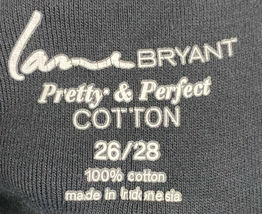 Lane BRYANT
Pretty & Perfect
COTTON
26/28
100% cotton
made in Indonesia